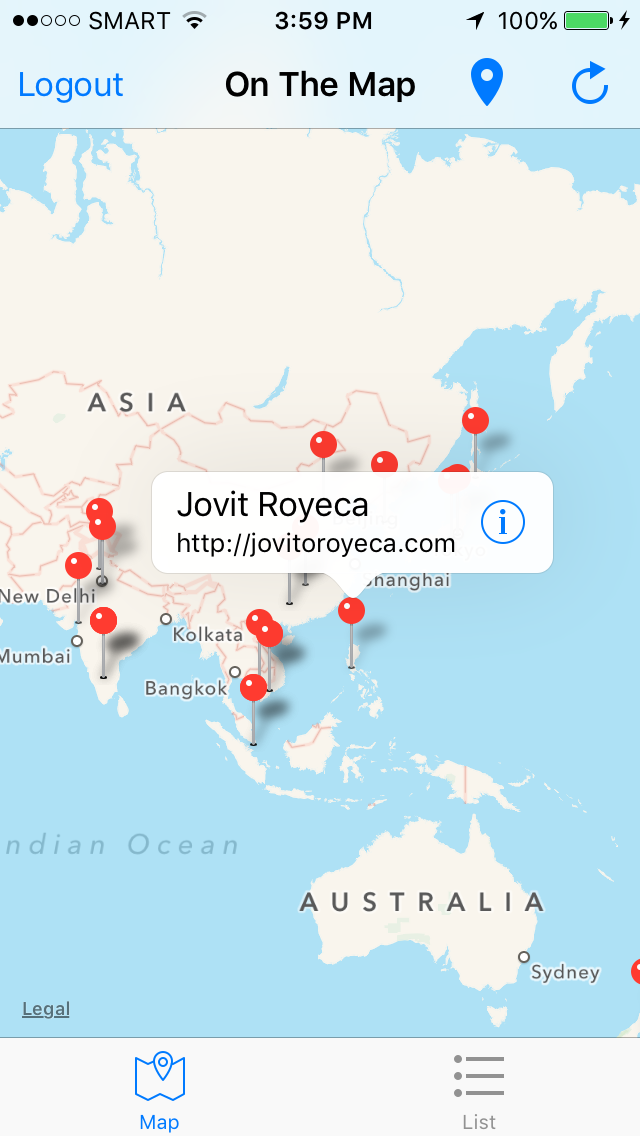 SMART 3:59 PM 100%
Logout On The Map
ASIA
Jovit Royeca
http://jovitoroyeca.com
Beijing
Shanghai
New Delhi
Kolkata
Mumbai
Bangkok
ndian Ocean
AUSTRALIA
Sydney
Legal
Map List